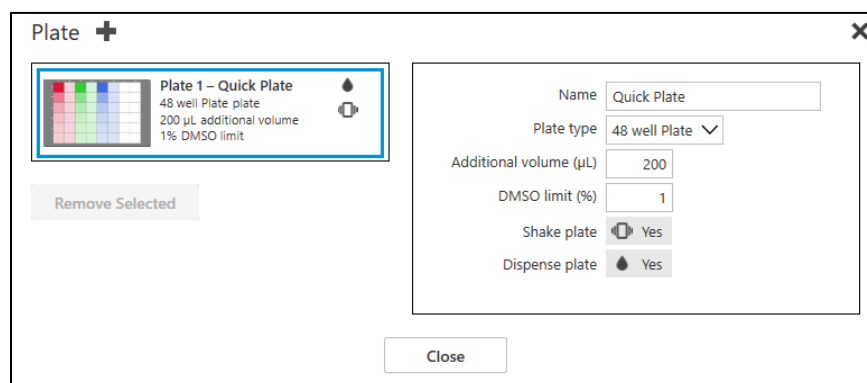 Plate
Plate 1 – Quick Plate
48 well Plate plate
200 µL additional volume
1% DMSO limit
Remove Selected
Name Quick Plate
Plate type 48 well Plate
Additional volume (µL) 200
DMSO limit (%) 1
Shake plate Yes
Dispense plate Yes
Close